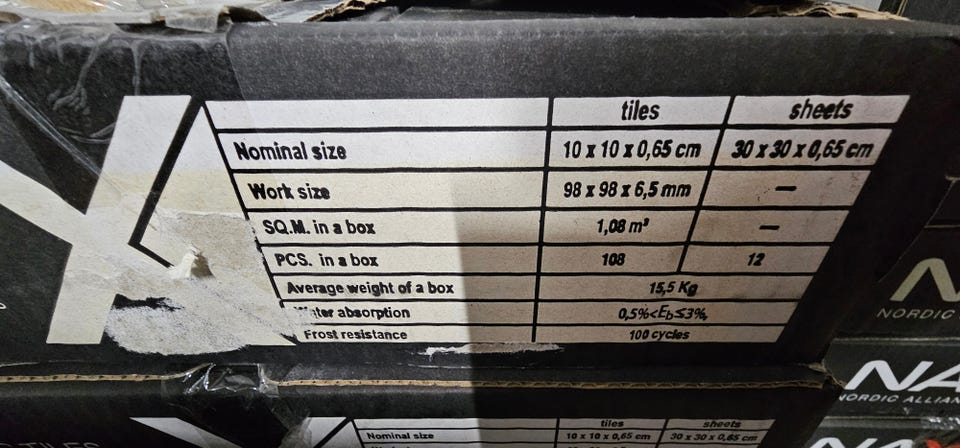 tiles sheets
Nominal size 10 x 10 x 0,65 cm 30 x 30 x 0,65 cm
Work size 98 x 98 x 6,5 mm —
SQ.M. in a box 1,08 m² —
PCS. in a box 108 12
Average weight of a box 15,5 Kg
absorption 0,5%<Eb≤3%
Frost resistance 100 cycles
NORDIC
NORDIC ALLIAN
TILES
tiles sheets
Nominal size 10 x 10 x 0,65 cm 30 x 30 x 0,65 cm